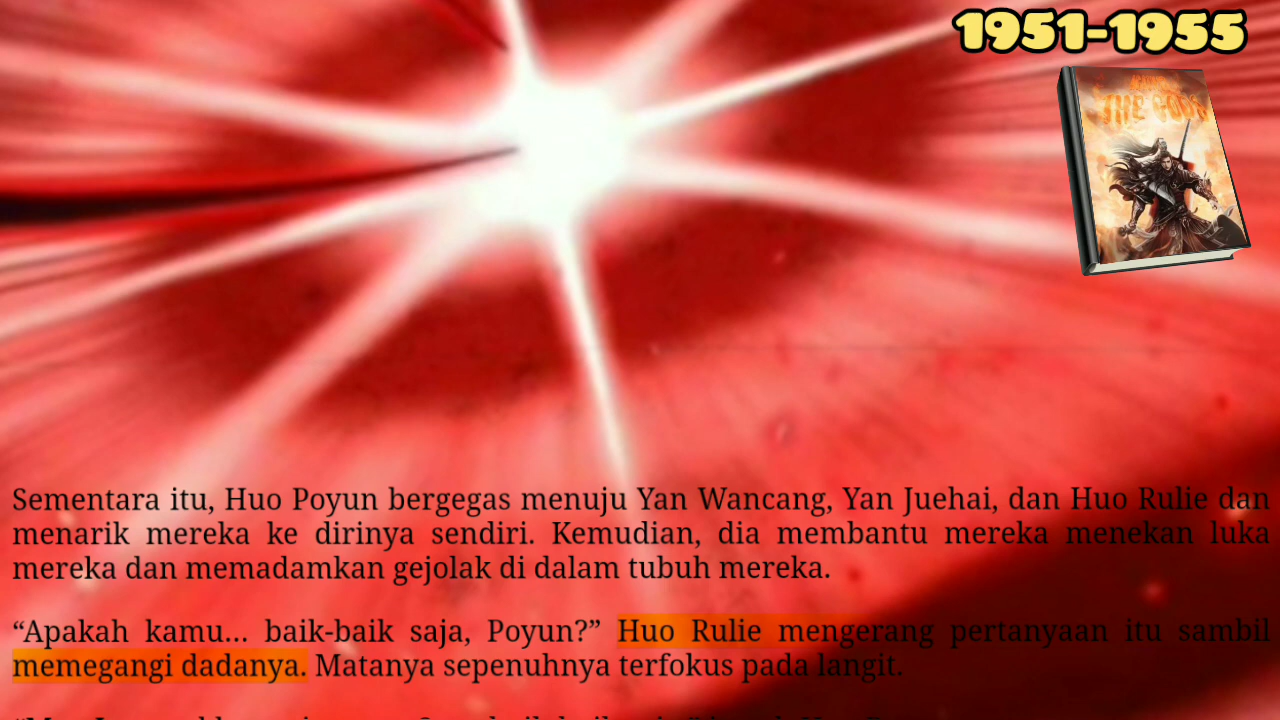 1951-1955
THE GODS
Sementara itu, Huo Poyun bergegas menuju Yan Wancang, Yan Juehai, dan Huo Rulie dan
menarik mereka ke dirinya sendiri. Kemudian, dia membantu mereka menekan luka
mereka dan memadamkan gejolak di dalam tubuh mereka.
“Apakah kamu... baik-baik saja, Poyun?” Huo Rulie mengerang pertanyaan itu sambil
memegangi dadanya. Matanya sepenuhnya terfokus pada langit.